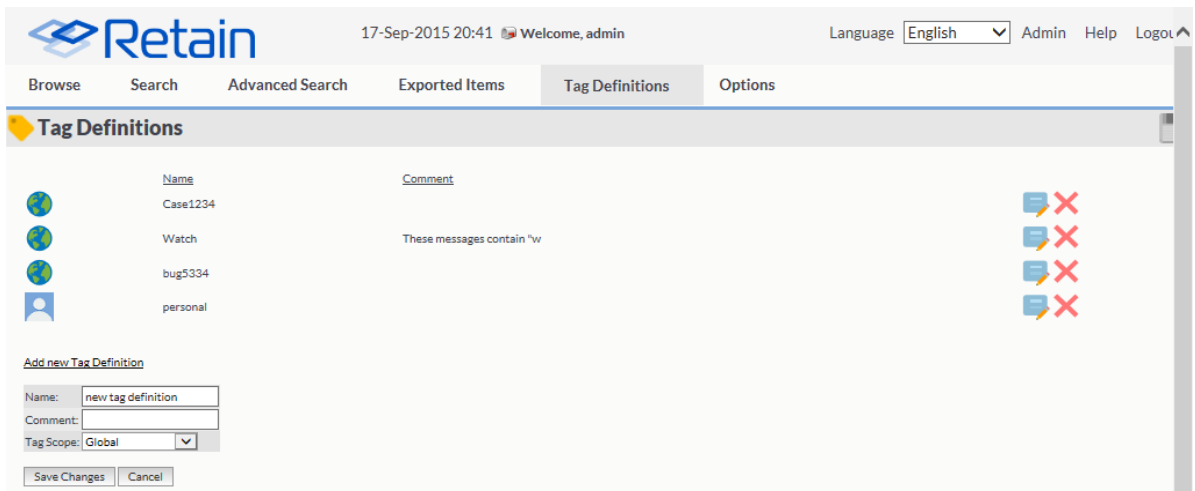 Retain 17-Sep-2015 20:41 Welcome, admin Language English Admin Help
Browse Search Advanced Search Exported Items Tag Definitions Options
Tag Definitions
Name Comment
Case1234
Watch These messages contain "w
bug5334
personal
Add new Tag Definition
Name: new tag definition
Comment:
Tag Scope: Global
Save Changes Cancel